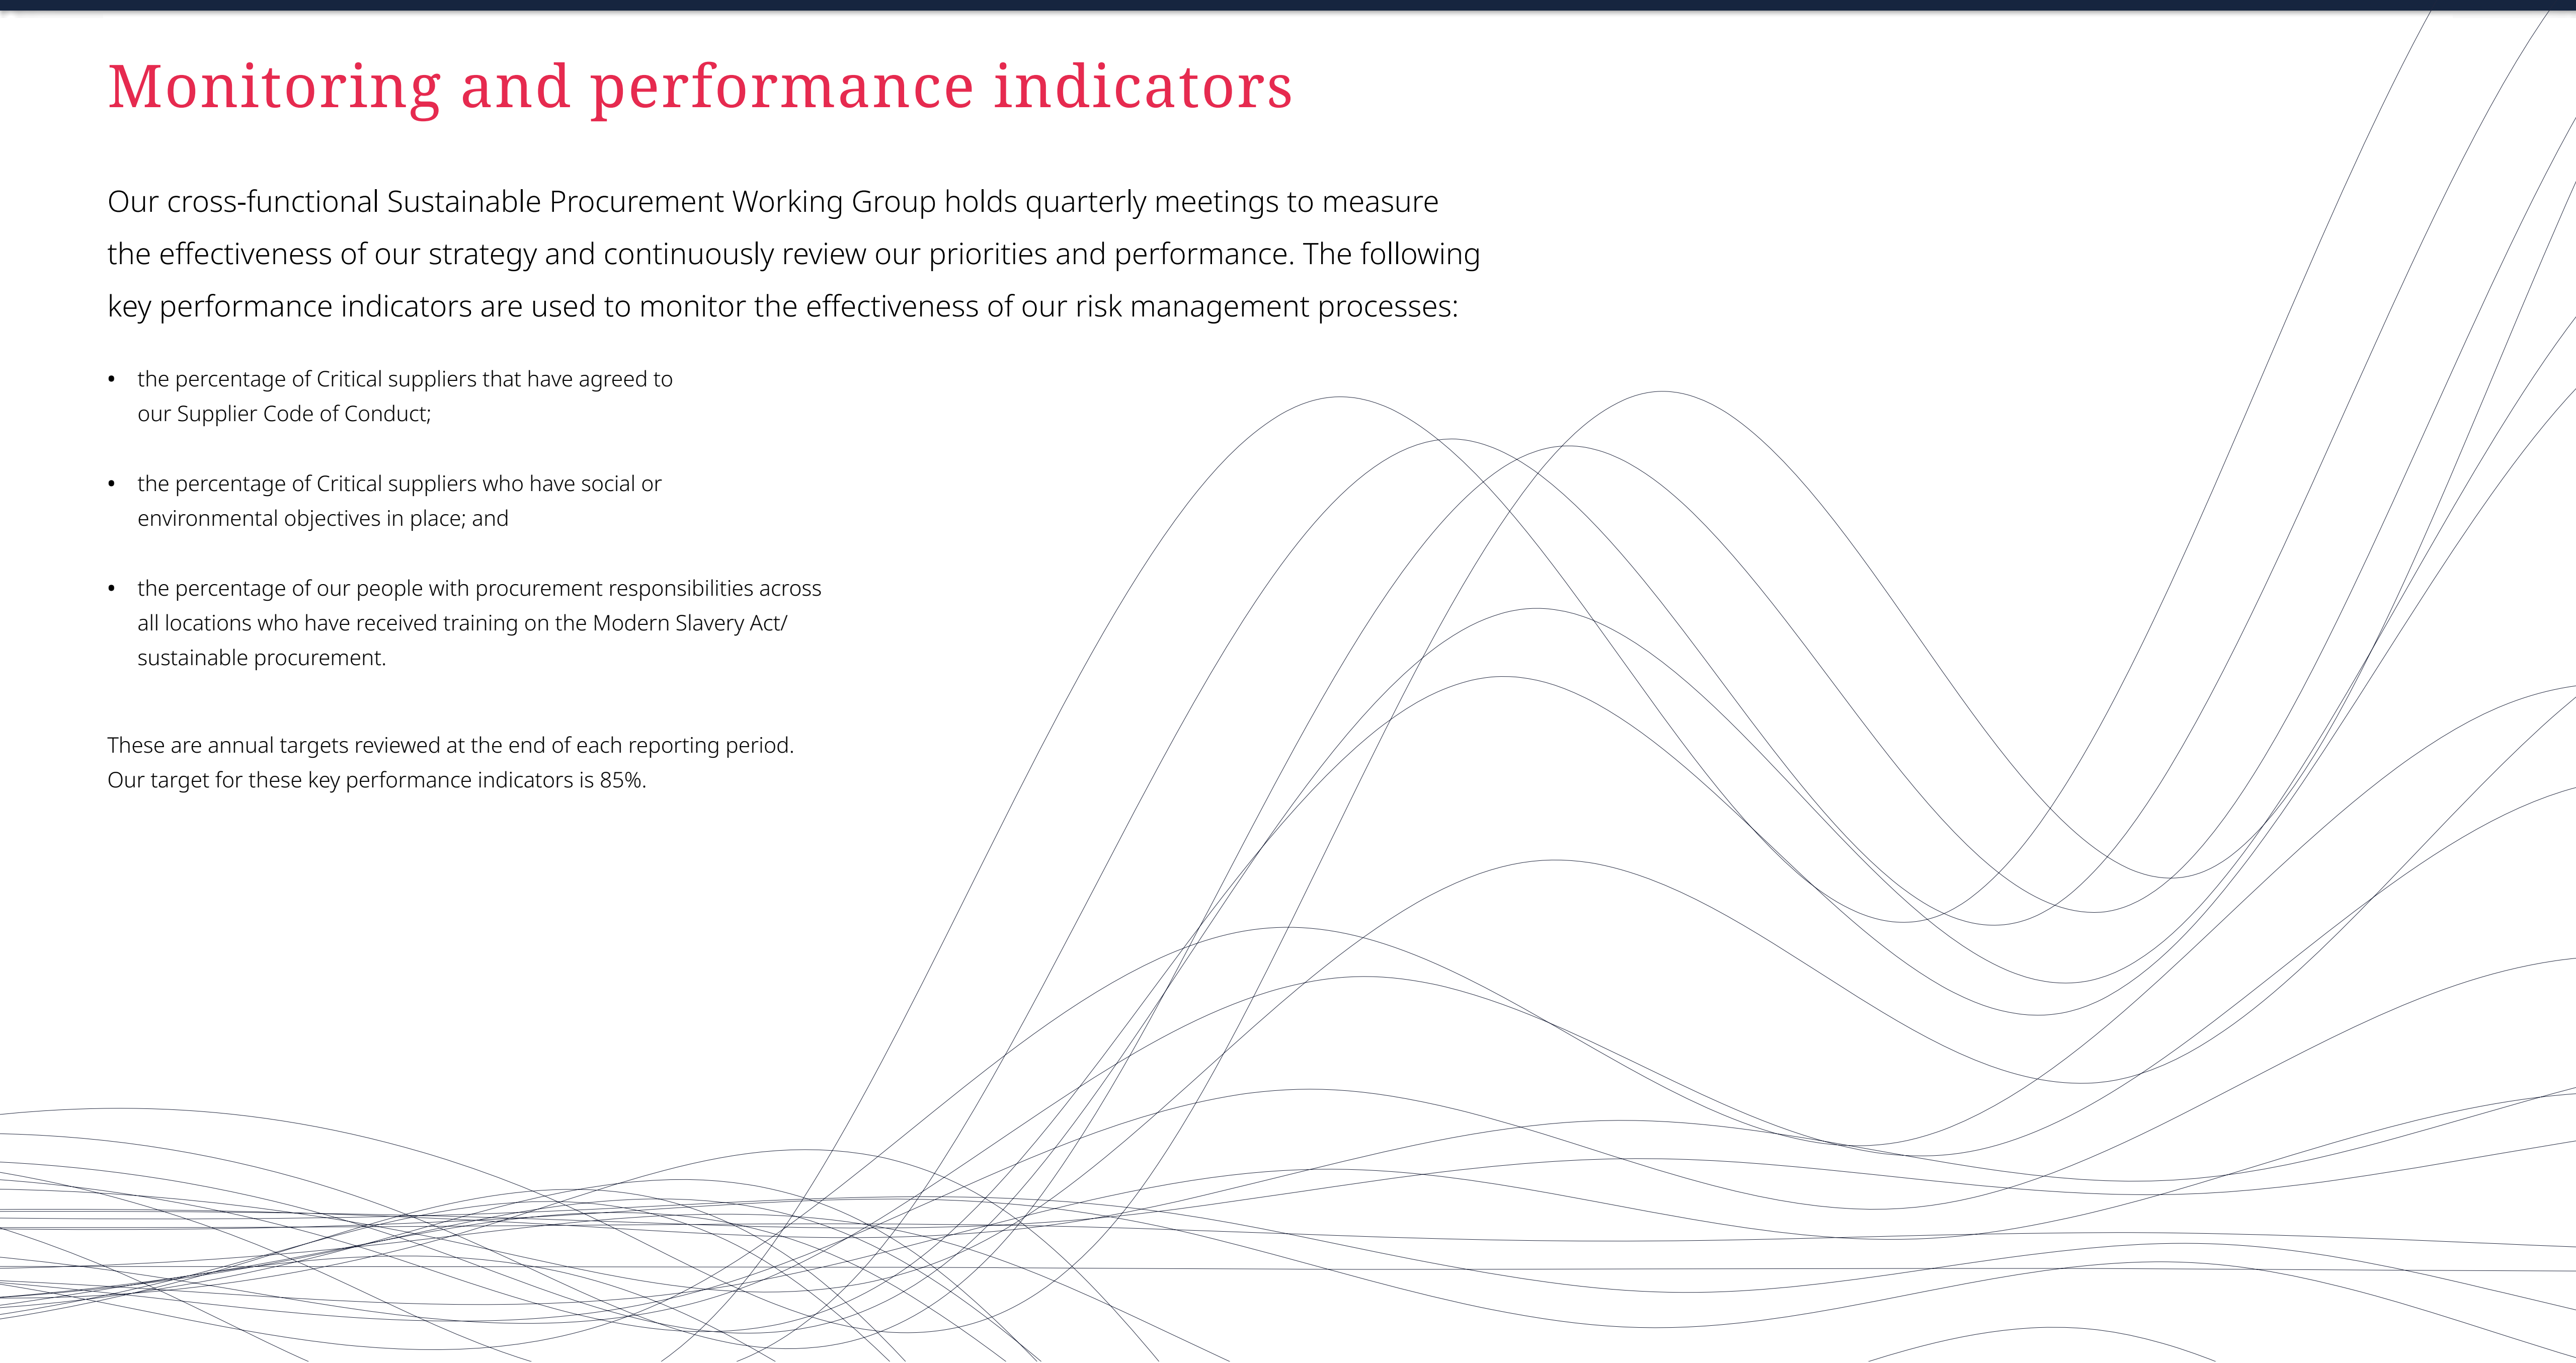 Monitoring and performance indicators
Our cross-functional Sustainable Procurement Working Group holds quarterly meetings to measure
the effectiveness of our strategy and continuously review our priorities and performance. The following
key performance indicators are used to monitor the effectiveness of our risk management processes:
• the percentage of Critical suppliers that have agreed to
our Supplier Code of Conduct;
• the percentage of Critical suppliers who have social or
environmental objectives in place; and
• the percentage of our people with procurement responsibilities across
all locations who have received training on the Modern Slavery Act/
sustainable procurement.
These are annual targets reviewed at the end of each reporting period.
Our target for these key performance indicators is 85%.